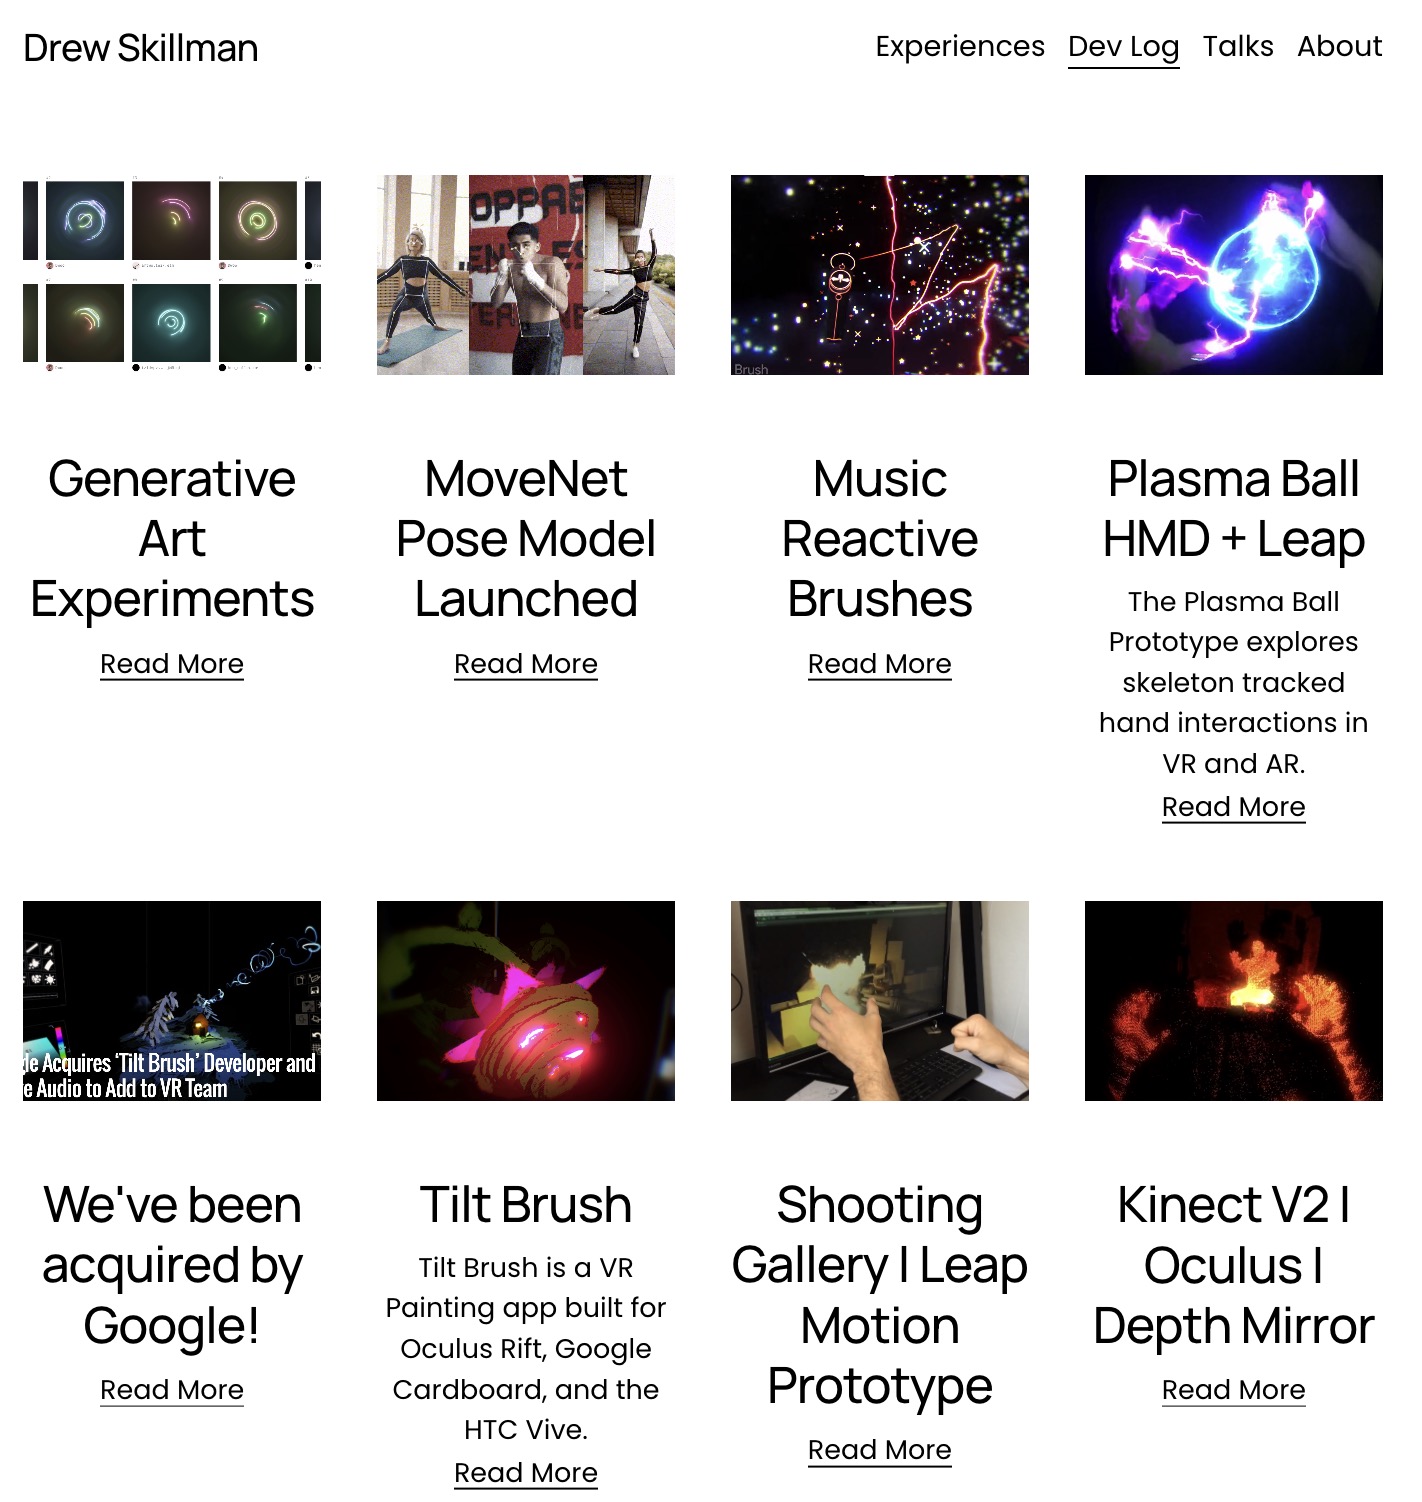 Drew Skillman
Experiences Dev Log Talks About
OPPAE
Brush
Generative
Art
Experiments
Read More
MoveNet
Pose Model
Launched
Read More
Music
Reactive
Brushes
Read More
Plasma Ball
HMD + Leap
The Plasma Ball
Prototype explores
skeleton tracked
hand interactions in
VR and AR.
Read More
le Acquires ‘Tilt Brush’ Developer and
e Audio to Add to VR Team
We've been
acquired by
Google!
Read More
Tilt Brush
Tilt Brush is a VR
Painting app built for
Oculus Rift, Google
Cardboard, and the
HTC Vive.
Read More
Shooting
Gallery | Leap
Motion
Prototype
Read More
Kinect V2 |
Oculus |
Depth Mirror
Read More